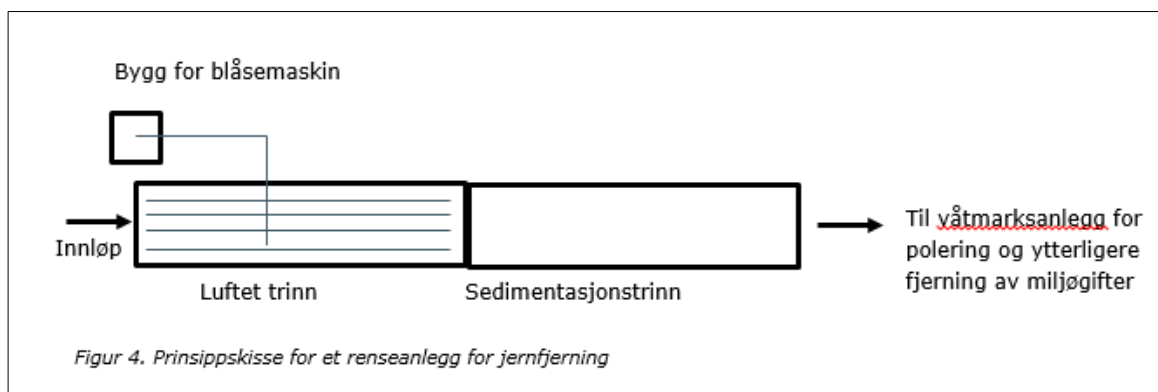 Bygg for blåsemaskin
Innløp
Luftet trinn
Sedimentasjonstrinn
Til våtmarksanlegg for
polering og ytterligere
fjerning av miljøgifter
Figur 4. Prinsippskisse for et renseanlegg for jernfjerning